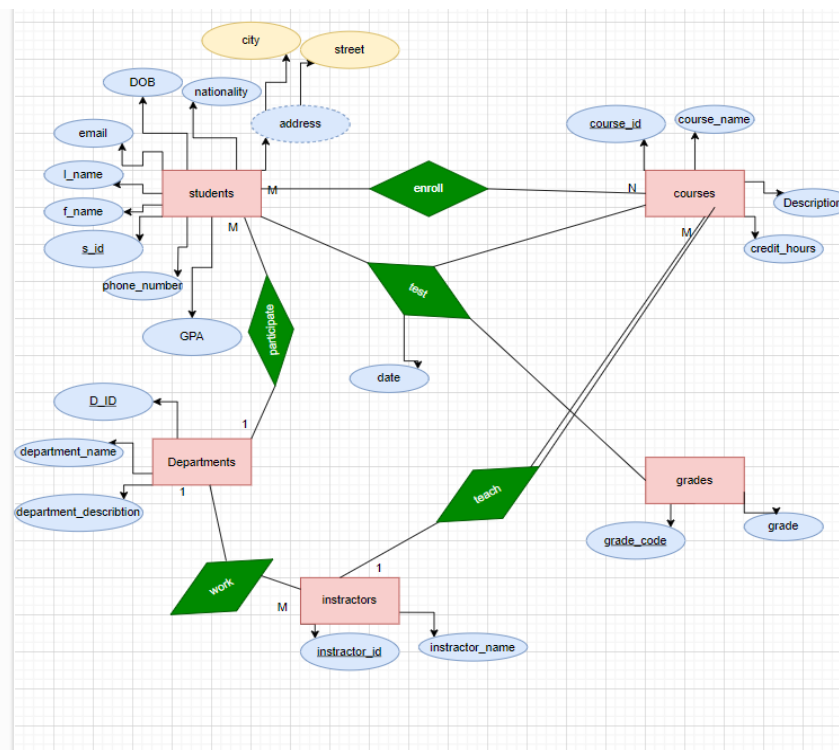 city
street
DOB
nationality
address
email
l_name
f_name
s_id
phone_number
GPA
students
M
M
enroll
N
course_id
course_name
courses
Description
credit_hours
M
test
date
participate
1
D_ID
department_name
Departments
department_describtion
1
teach
grades
grade_code
grade
work
M
1
instractors
instractor_id
instractor_name